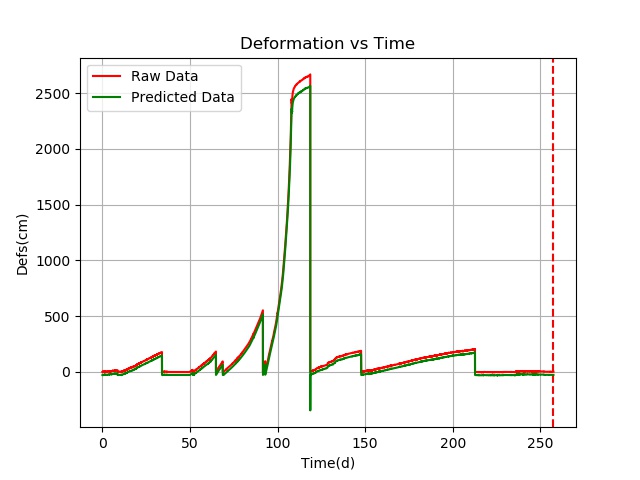 Deformation vs Time
Raw Data
Predicted Data
2500
2000
1500
1000
500
0
Defs(cm)
0 50 100 150 200 250
Time(d)